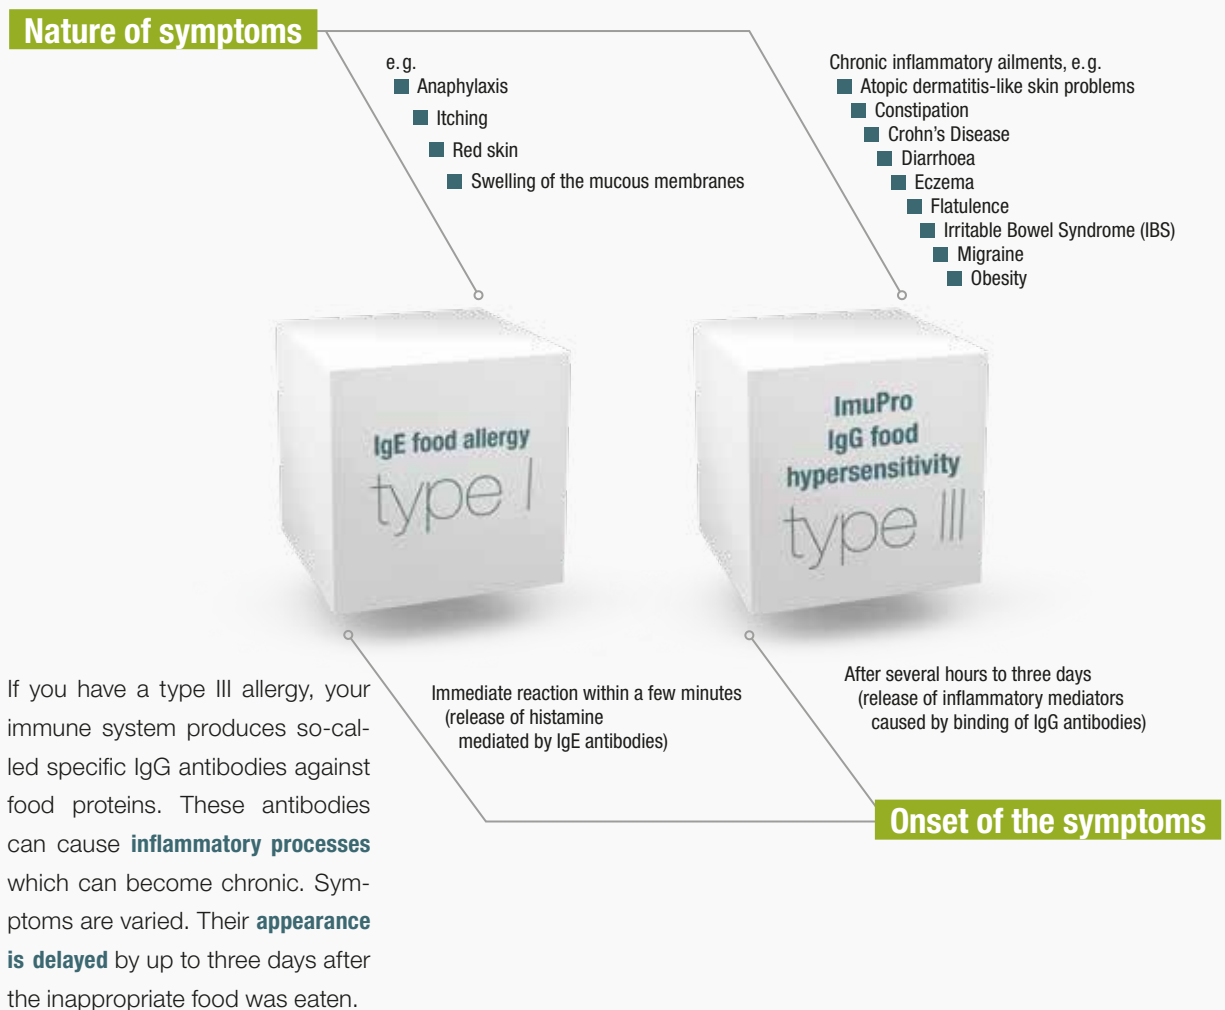 Nature of symptoms
e.g.
Anaphylaxis
Itching
Red skin
Swelling of the mucous membranes
Chronic inflammatory ailments, e.g.
Atopic dermatitis-like skin problems
Constipation
Crohn's Disease
Diarrhoea
Eczema
Flatulence
Irritable Bowel Syndrome (IBS)
Migraine
Obesity
IgE food allergy
type I
ImuPro
IgG food
hypersensitivity
type III
If you have a type III allergy, your
immune system produces so-cal-
led specific IgG antibodies against
food proteins. These antibodies
can cause inflammatory processes
which can become chronic. Sym-
ptoms are varied. Their appearance
is delayed by up to three days after
the inappropriate food was eaten.
Immediate reaction within a few minutes
(release of histamine
mediated by IgE antibodies)
After several hours to three days
(release of inflammatory mediators
caused by binding of IgG antibodies)
Onset of the symptoms